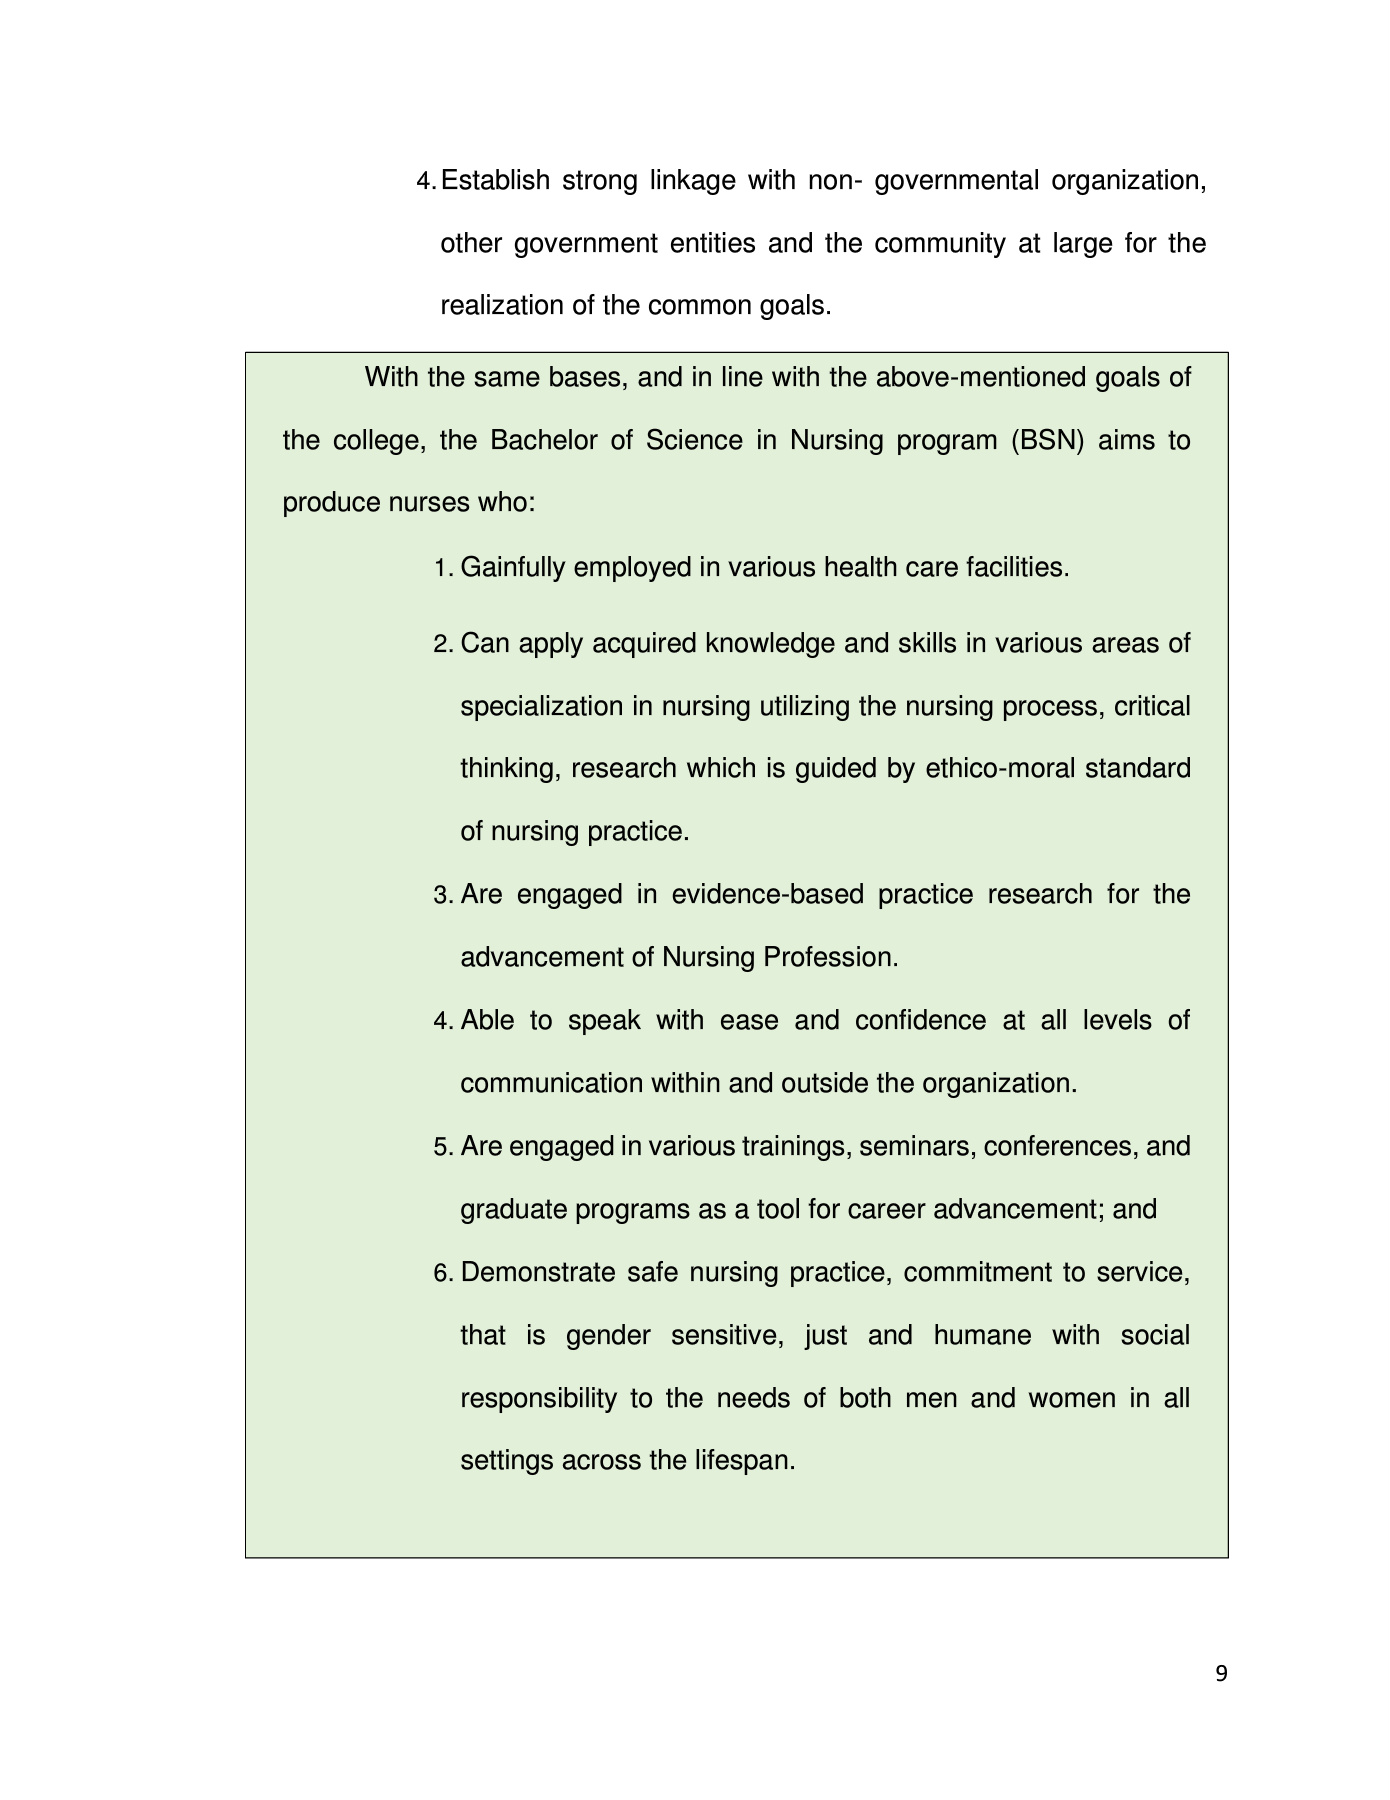 4. Establish strong linkage with non- governmental organization,
other government entities and the community at large for the
realization of the common goals.
With the same bases, and in line with the above-mentioned goals of
the college, the Bachelor of Science in Nursing program (BSN) aims to
produce nurses who:
1. Gainfully employed in various health care facilities.
2. Can apply acquired knowledge and skills in various areas of
specialization in nursing utilizing the nursing process, critical
thinking, research which is guided by ethico-moral standard
of nursing practice.
3. Are engaged in evidence-based practice research for the
advancement of Nursing Profession.
4. Able to speak with ease and confidence at all levels of
communication within and outside the organization.
5. Are engaged in various trainings, seminars, conferences, and
graduate programs as a tool for career advancement; and
6. Demonstrate safe nursing practice, commitment to service,
that is gender sensitive, just and humane with social
responsibility to the needs of both men and women in all
settings across the lifespan.
9